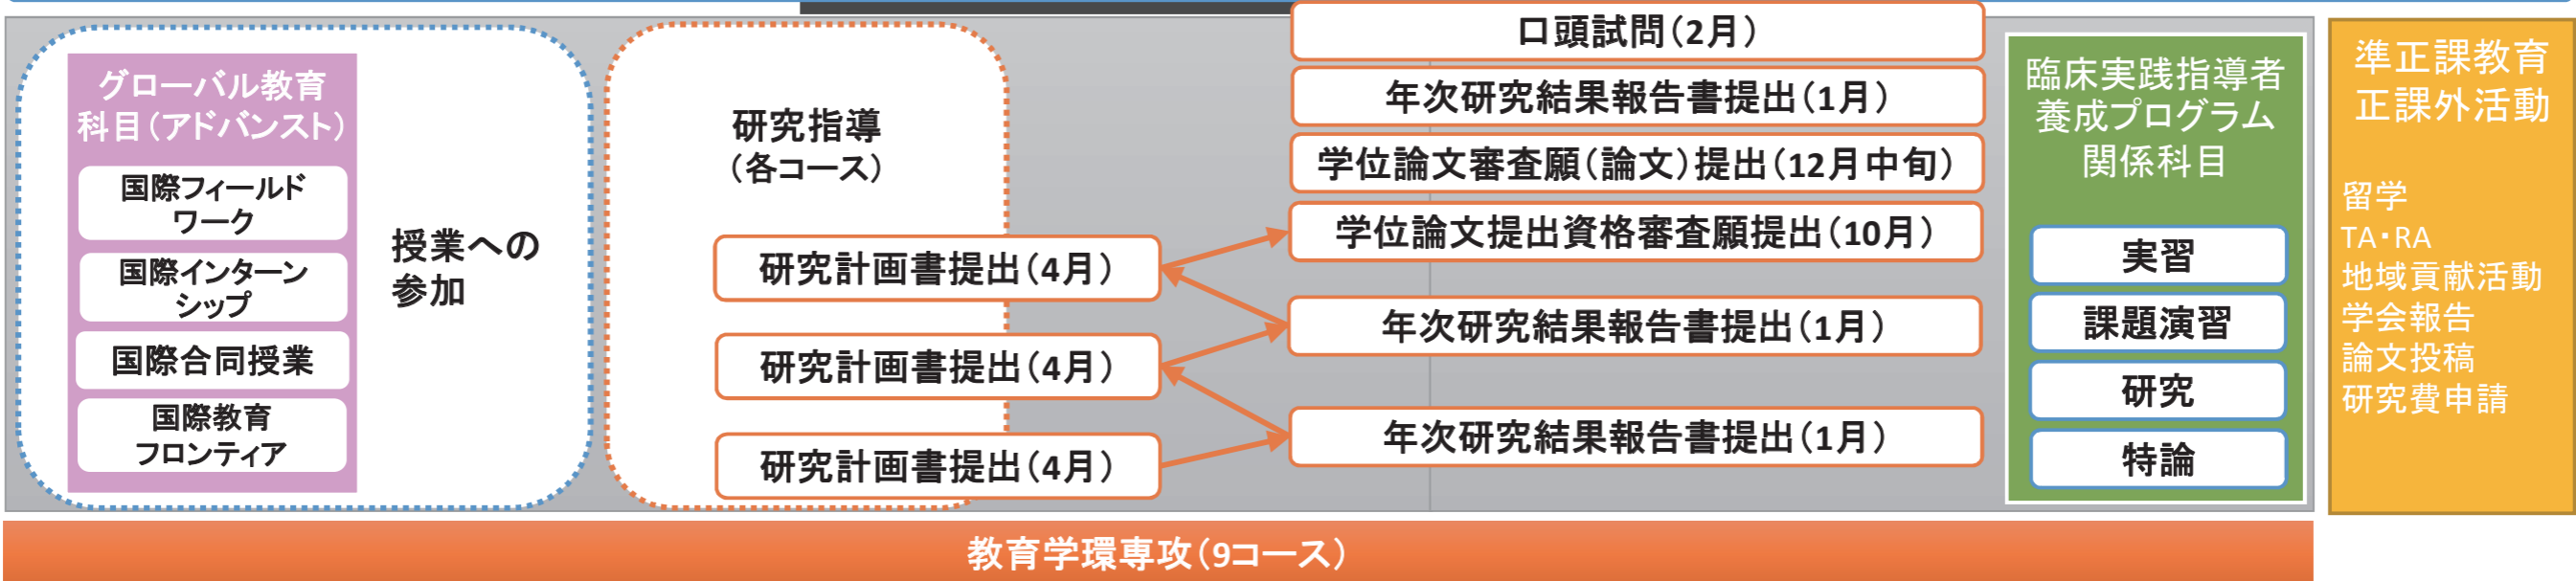 グローバル教育
科目（アドバンスト）
国際フィールド
ワーク
国際インターン
シップ
国際合同授業
国際教育
フロンティア
授業への
参加
研究指導
（各コース）
研究計画書提出（4月）
研究計画書提出（4月）
研究計画書提出（4月）
口頭試問（2月）
年次研究結果報告書提出（1月）
学位論文審査願（論文）提出（12月中旬）
学位論文提出資格審査願提出（10月）
年次研究結果報告書提出（1月）
年次研究結果報告書提出（1月）
臨床実践指導者
養成プログラム
関係科目
実習
課題演習
研究
特論
準正課教育
正課外活動
留学
TA・RA
地域貢献活動
学会報告
論文投稿
研究費申請
教育学環専攻（9コース）